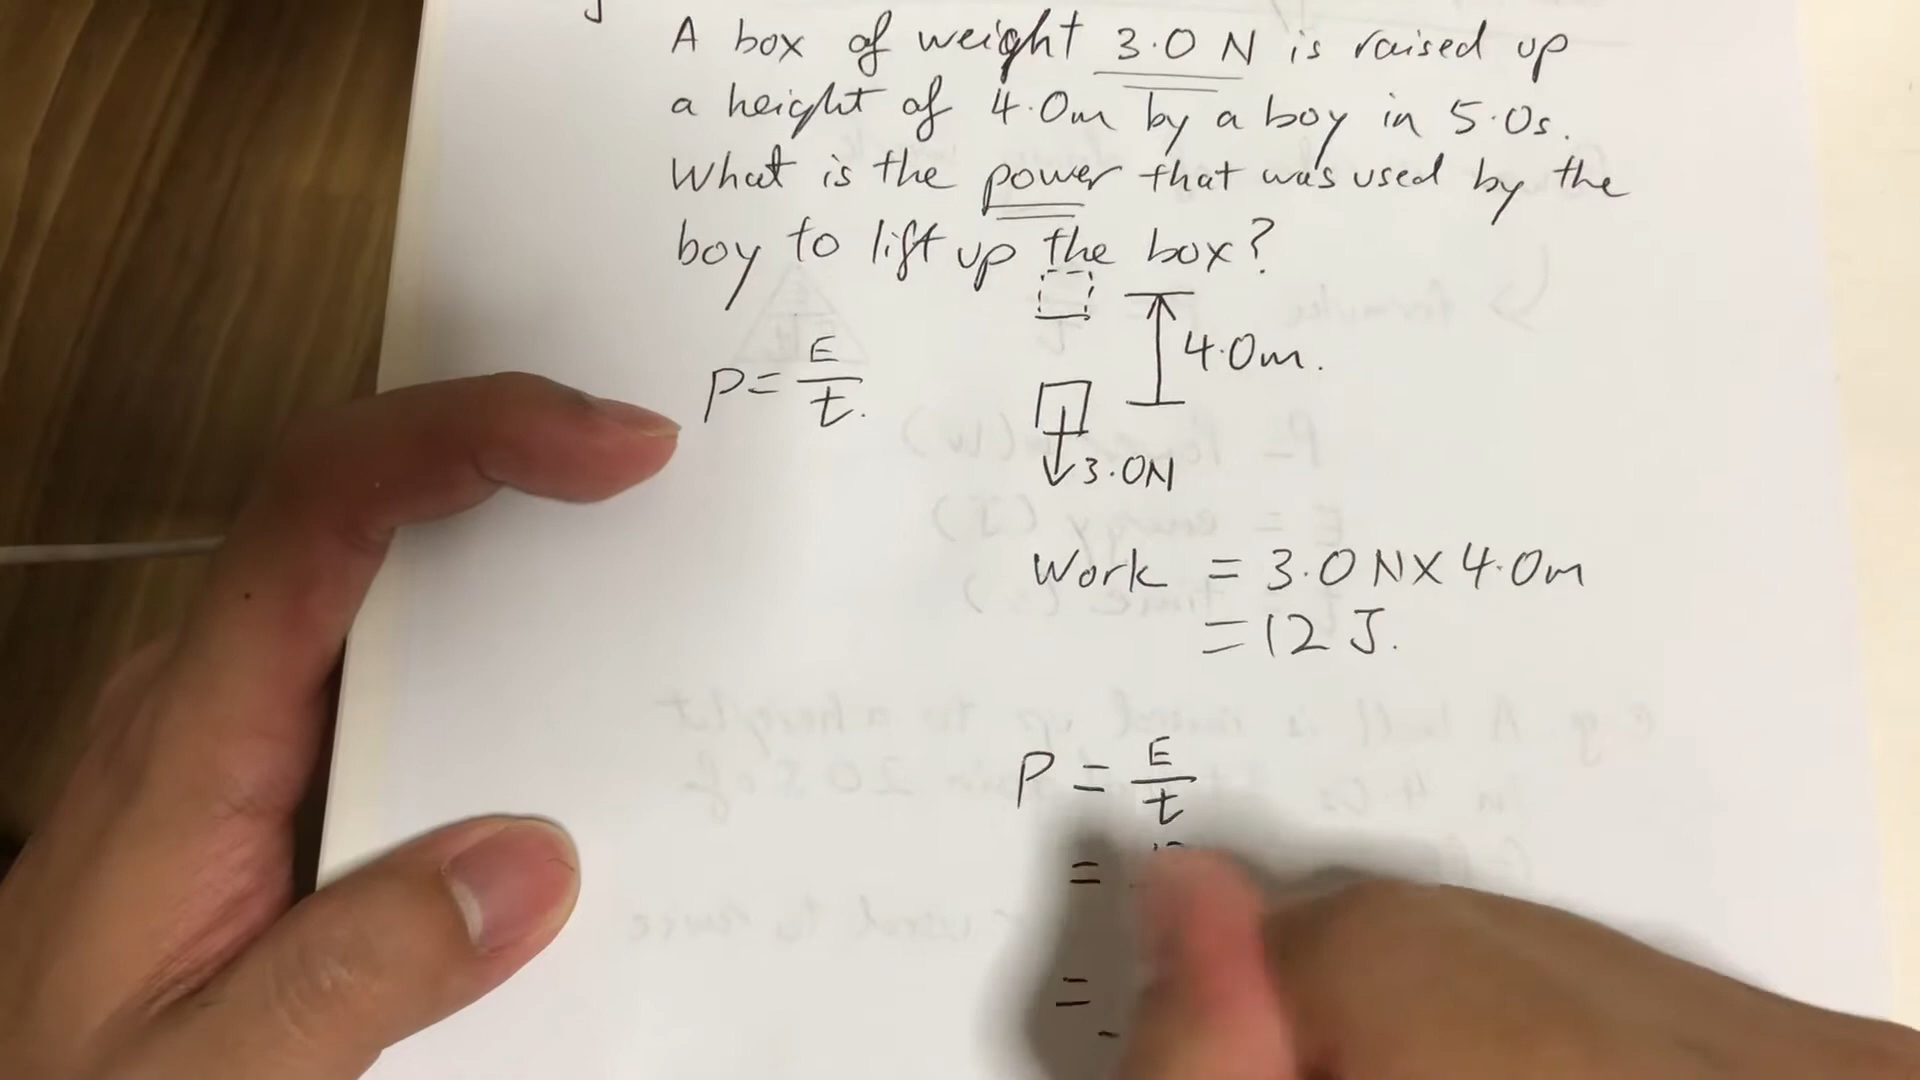 A box of weight 3.0 N is raised up
a height of 4.0m by a boy in 5.0s.
What is the power that was used by the
boy to lift up the box?
P = E/t.
4.0m.
3.0N
Work = 3.0 N X 4.0m
= 12 J.
P = E/t
=
=